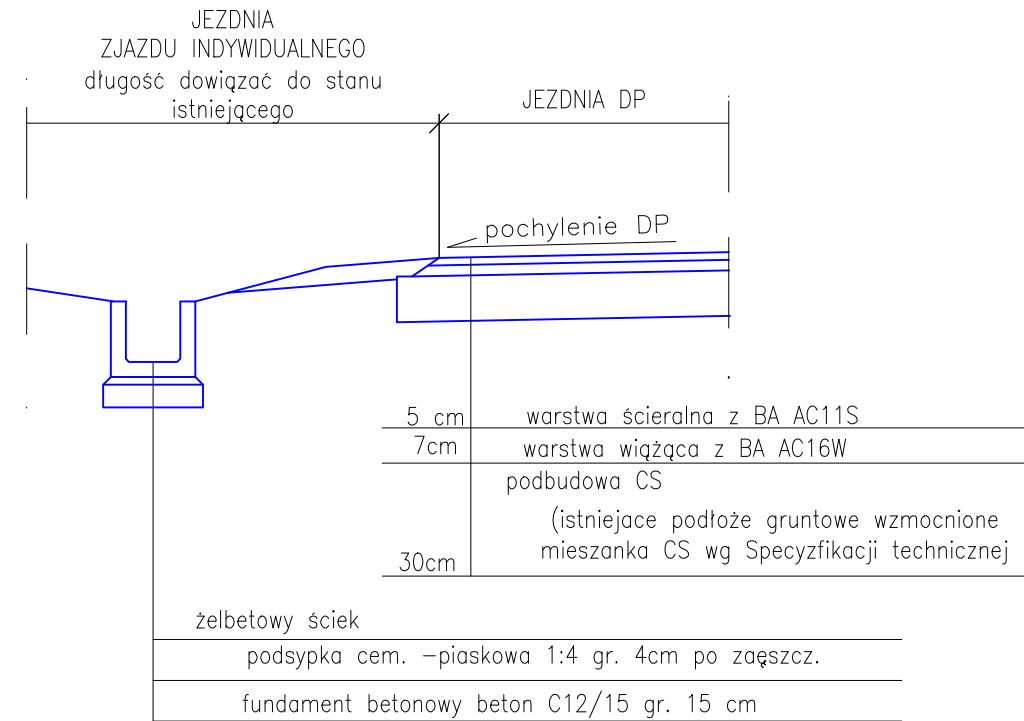 JEZDNIA
ZJAZDU INDYWIDUALNEGO
długość dowiązać do stanu
istniejącego
JEZDNIA DP
pochylenie DP
5 cm warstwa ścieralna z BA AC11S
7cm warstwa wiążąca z BA AC16W
podbudowa CS
(istniejace podłoże gruntowe wzmocnione
mieszanka CS wg Specyzfikacji technicznej
30cm
żelbetowy ściek
podsypka cem. -piaskowa 1:4 gr. 4cm po zaęszcz.
fundament betonowy beton C12/15 gr. 15 cm